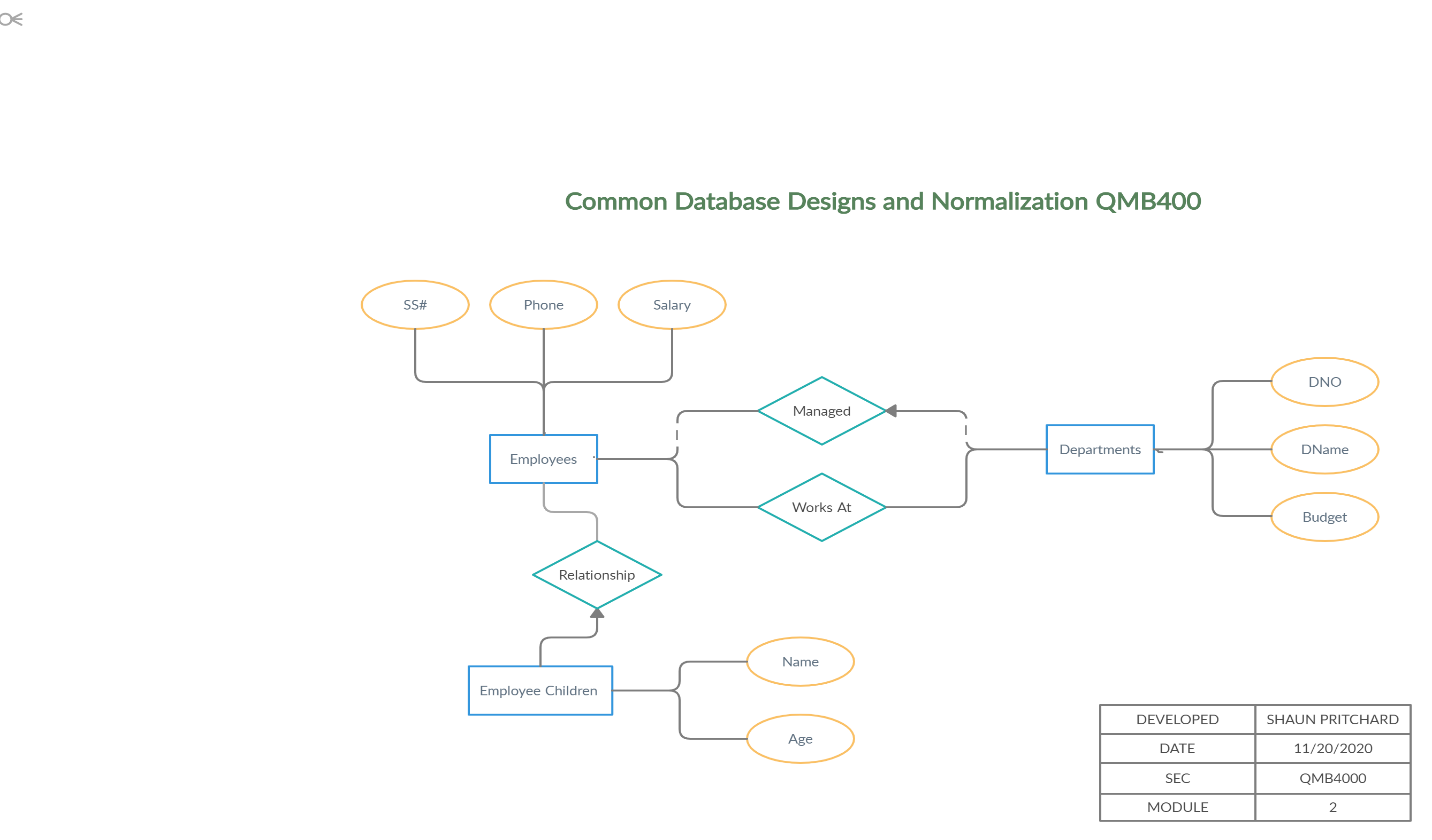 Common Database Designs and Normalization QMB400
SS#
Phone
Salary
Managed
DNO
Employees
Departments
DName
Works At
Budget
Relationship
Name
Employee Children
Age
DEVELOPED SHAUN PRITCHARD
DATE 11/20/2020
SEC QMB4000
MODULE 2